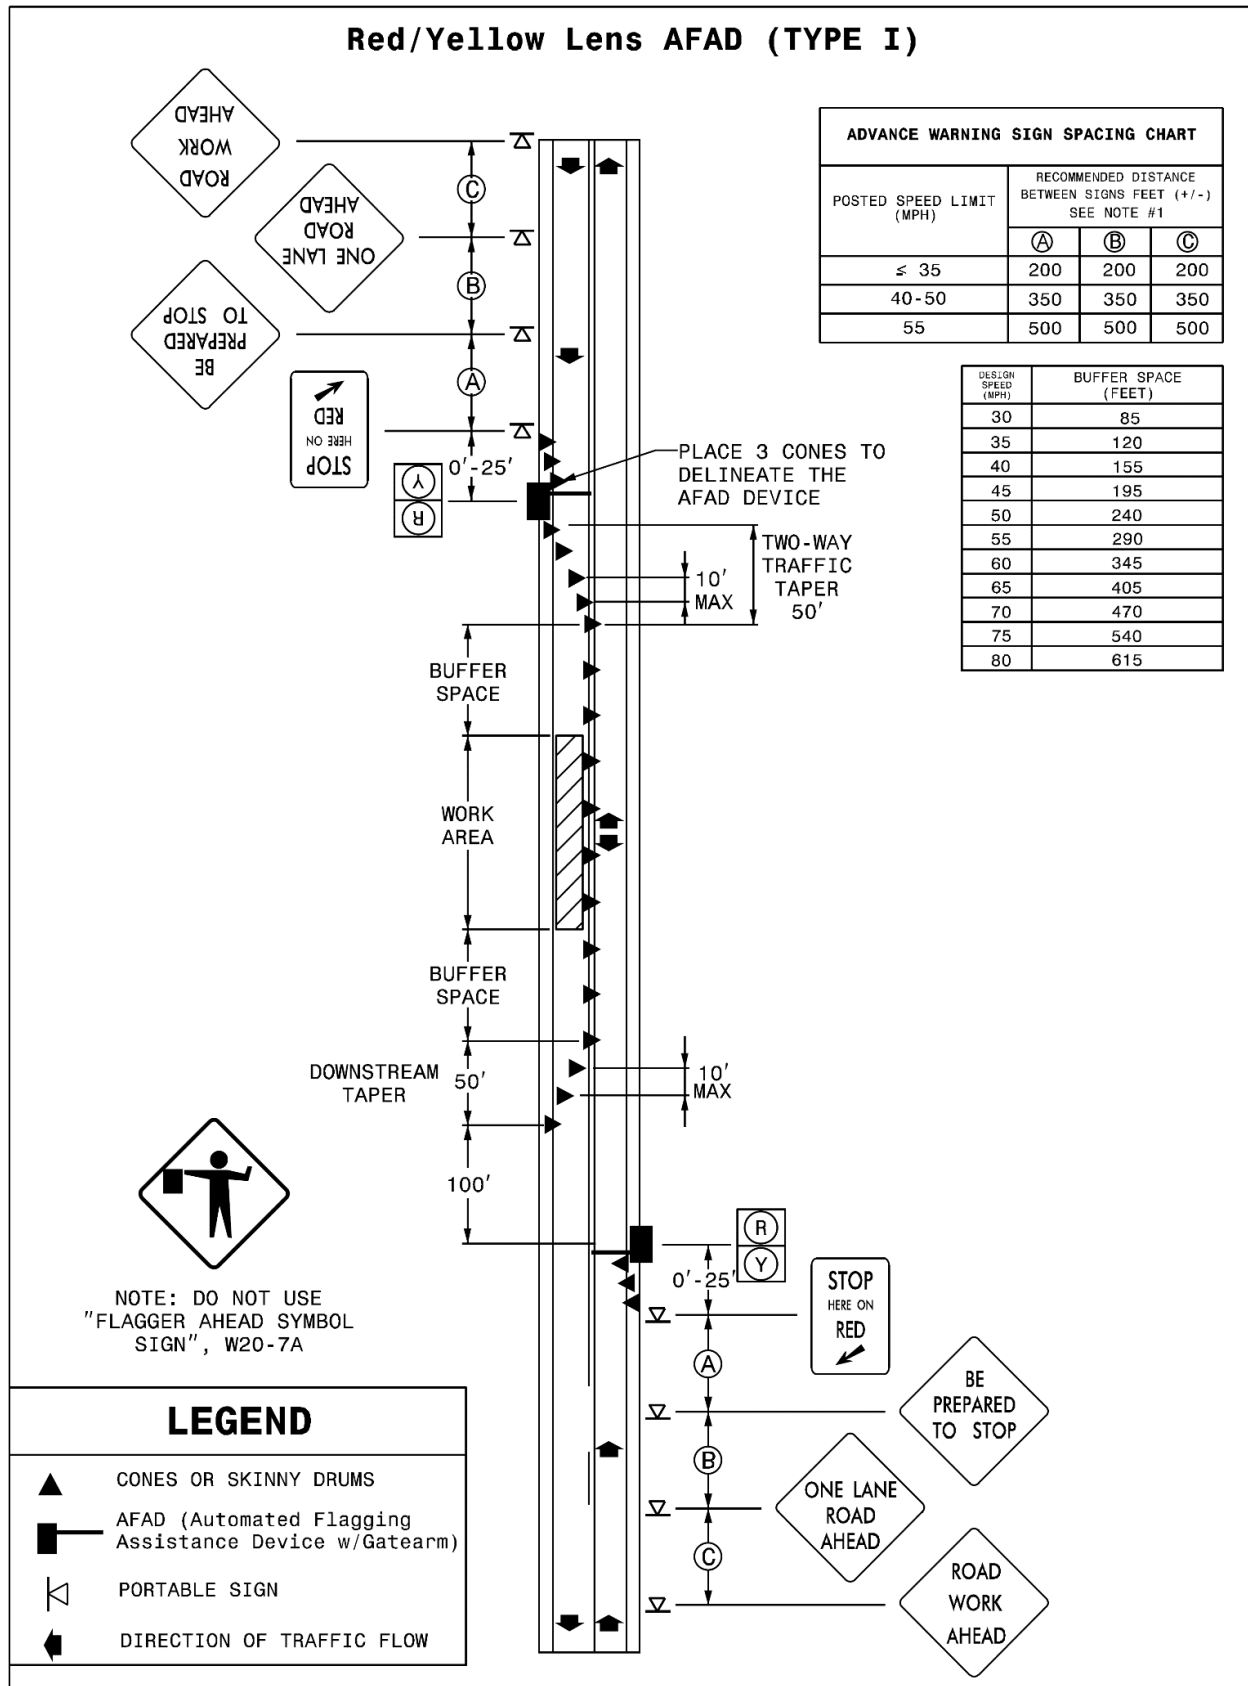 Red/Yellow Lens AFAD (TYPE I)
ROAD
WORK
AHEAD
ONE LANE
ROAD
AHEAD
BE
PREPARED
TO STOP
STOP
HERE ON
RED
C
B
A
0'-25'
Y
R
PLACE 3 CONES TO
DELINEATE THE
AFAD DEVICE
TWO-WAY
TRAFFIC
TAPER
50'
10'
MAX
BUFFER
SPACE
WORK
AREA
BUFFER
SPACE
DOWNSTREAM
TAPER
50'
10'
MAX
100'
ADVANCE WARNING SIGN SPACING CHART
POSTED SPEED LIMIT
(MPH)
RECOMMENDED DISTANCE
BETWEEN SIGNS FEET (+/-)
SEE NOTE #1
A B C
≤ 35 200 200 200
40-50 350 350 350
55 500 500 500
DESIGN
SPEED
(MPH)
BUFFER SPACE
(FEET)
30 85
35 120
40 155
45 195
50 240
55 290
60 345
65 405
70 470
75 540
80 615
R
Y
0'-25'
STOP
HERE ON
RED
A
B
C
BE
PREPARED
TO STOP
ONE LANE
ROAD
AHEAD
ROAD
WORK
AHEAD
NOTE: DO NOT USE
"FLAGGER AHEAD SYMBOL
SIGN", W20-7A
LEGEND
CONES OR SKINNY DRUMS
AFAD (Automated Flagging
Assistance Device w/Gatearm)
PORTABLE SIGN
DIRECTION OF TRAFFIC FLOW